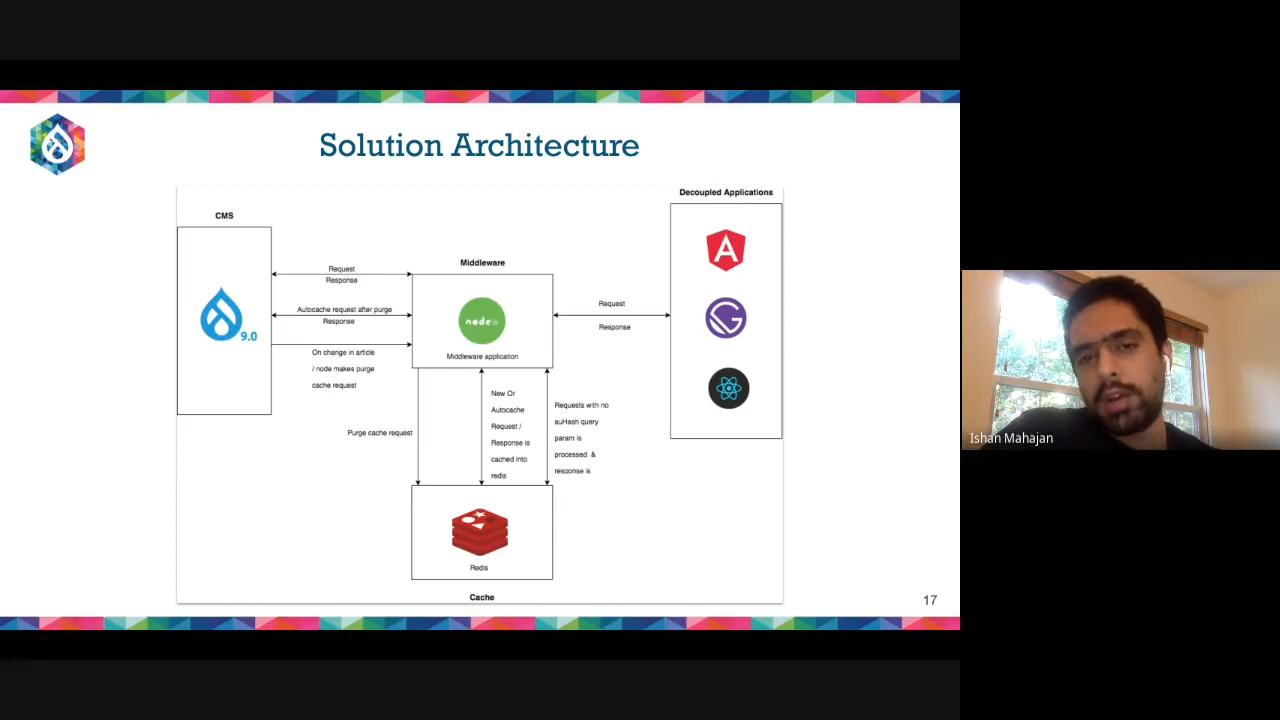 Solution Architecture
Decoupled Applications
CMS
Middleware
Request
Response
Autocache request after purge
Response
On change in article
/ node makes purge
cache request
9.0
node
Middleware application
Request
Response
Purge cache request
New Or
Autocache
Request /
Response is
cached into
redis
Requests with no
auHash query
param is
processed &
response is
Redis
Cache
17
Ishan Mahajan